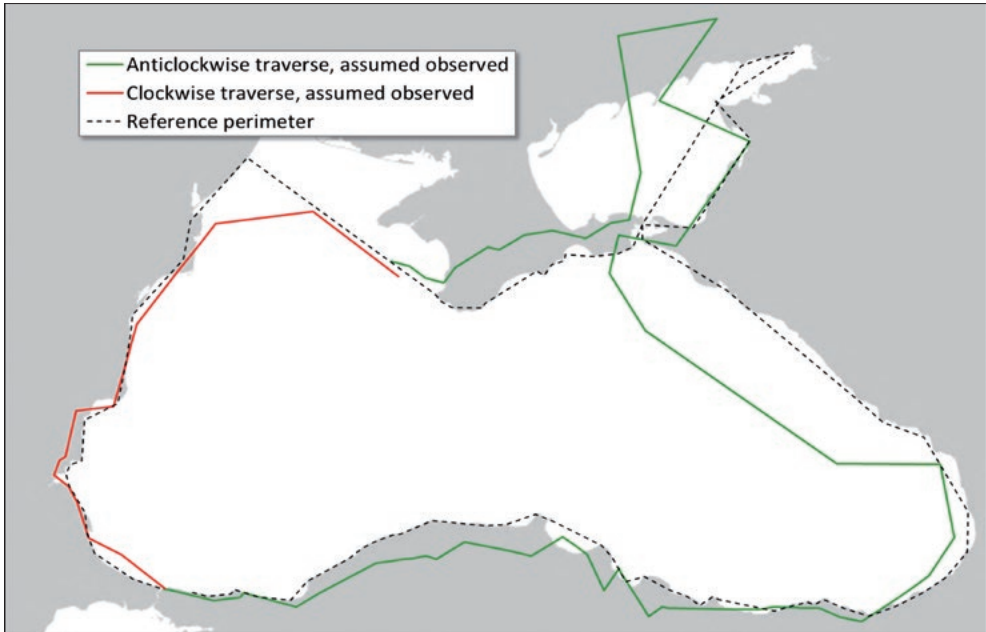 Anticlockwise traverse, assumed observed
Clockwise traverse, assumed observed
Reference perimeter